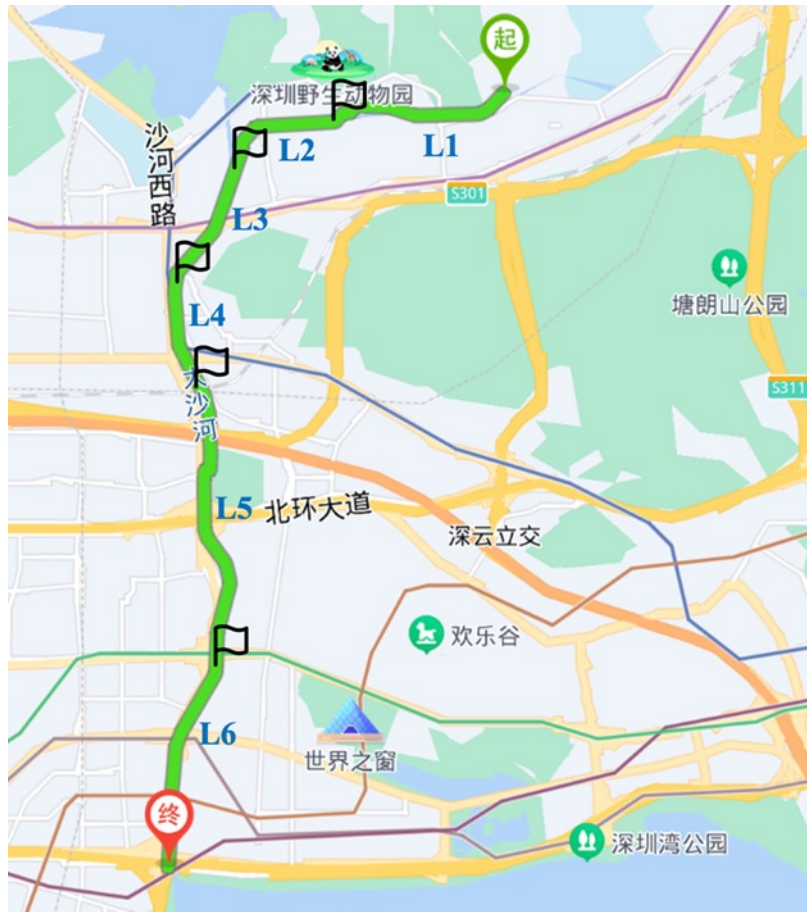 起
深圳野生动物园
L1
L2
沙河西路
S301
L3
塘朗山公园
L4
S311
大沙河
L5
北环大道
深云立交
欢乐谷
L6
世界之窗
终
深圳湾公园